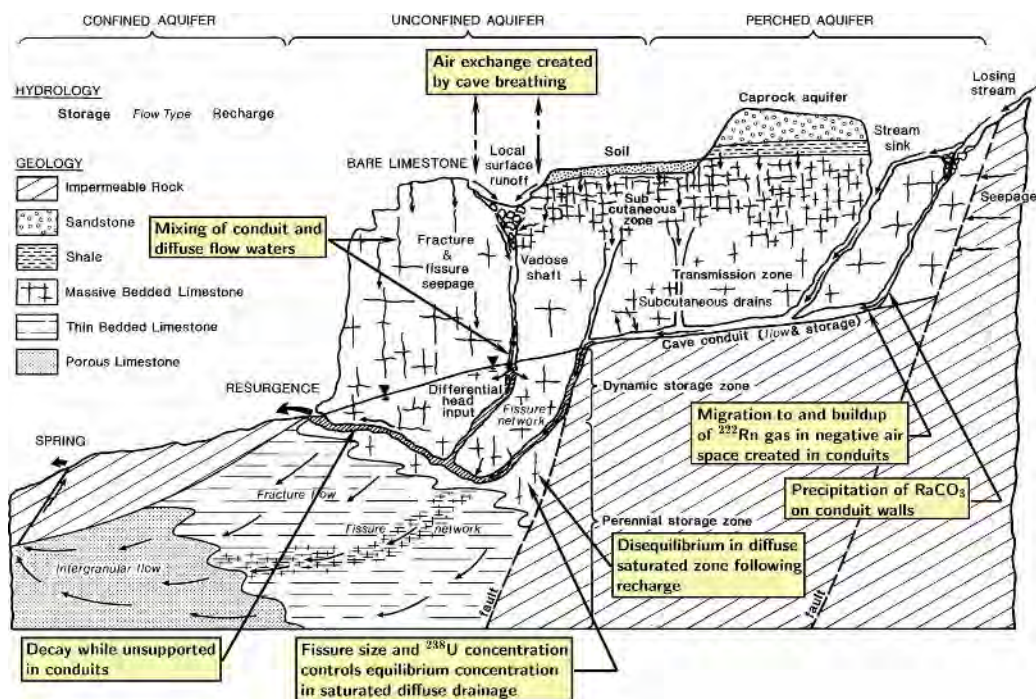 CONFINED AQUIFER
UNCONFINED AQUIFER
PERCHED AQUIFER
Air exchange created
by cave breathing
Losing
stream
HYDROLOGY
Storage Flow Type Recharge
Caprock aquifer
Stream
sink
GEOLOGY
Impermeable Rock
Sandstone
Shale
Massive Bedded Limestone
Thin Bedded Limestone
Porous Limestone
BARE LIMESTONE
Local
surface
runoff
Soil
Seepage
Sub
cutaneous
zone
Mixing of conduit and
diffuse flow waters
Fracture
&
fissure
seepage
Vadose
shaft
Transmission zone
Subcutaneous drains
Cave conduit (flow & storage)
RESURGENCE
Differential
head
input
Fissure
network
Dynamic storage zone
Migration to and buildup
of ²²²Rn gas in negative air
space created in conduits
SPRING
Precipitation of RaCO₃
on conduit walls
Fracture flow
Fissure network
Perennial storage zone
Disequilibrium in diffuse
saturated zone following
recharge
Intergranular flow
fault
fault
Decay while unsupported
in conduits
Fissure size and ²³⁸U concentration
controls equilibrium concentration
in saturated diffuse drainage